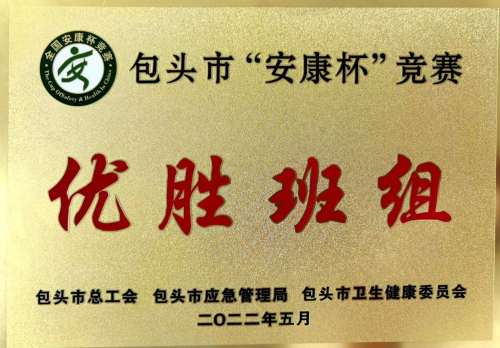 全国安康杯竞赛
The Cup Of Safety & Health In China
包头市“安康杯”竞赛
优胜班组
包头市总工会 包头市应急管理局 包头市卫生健康委员会
二〇二二年五月